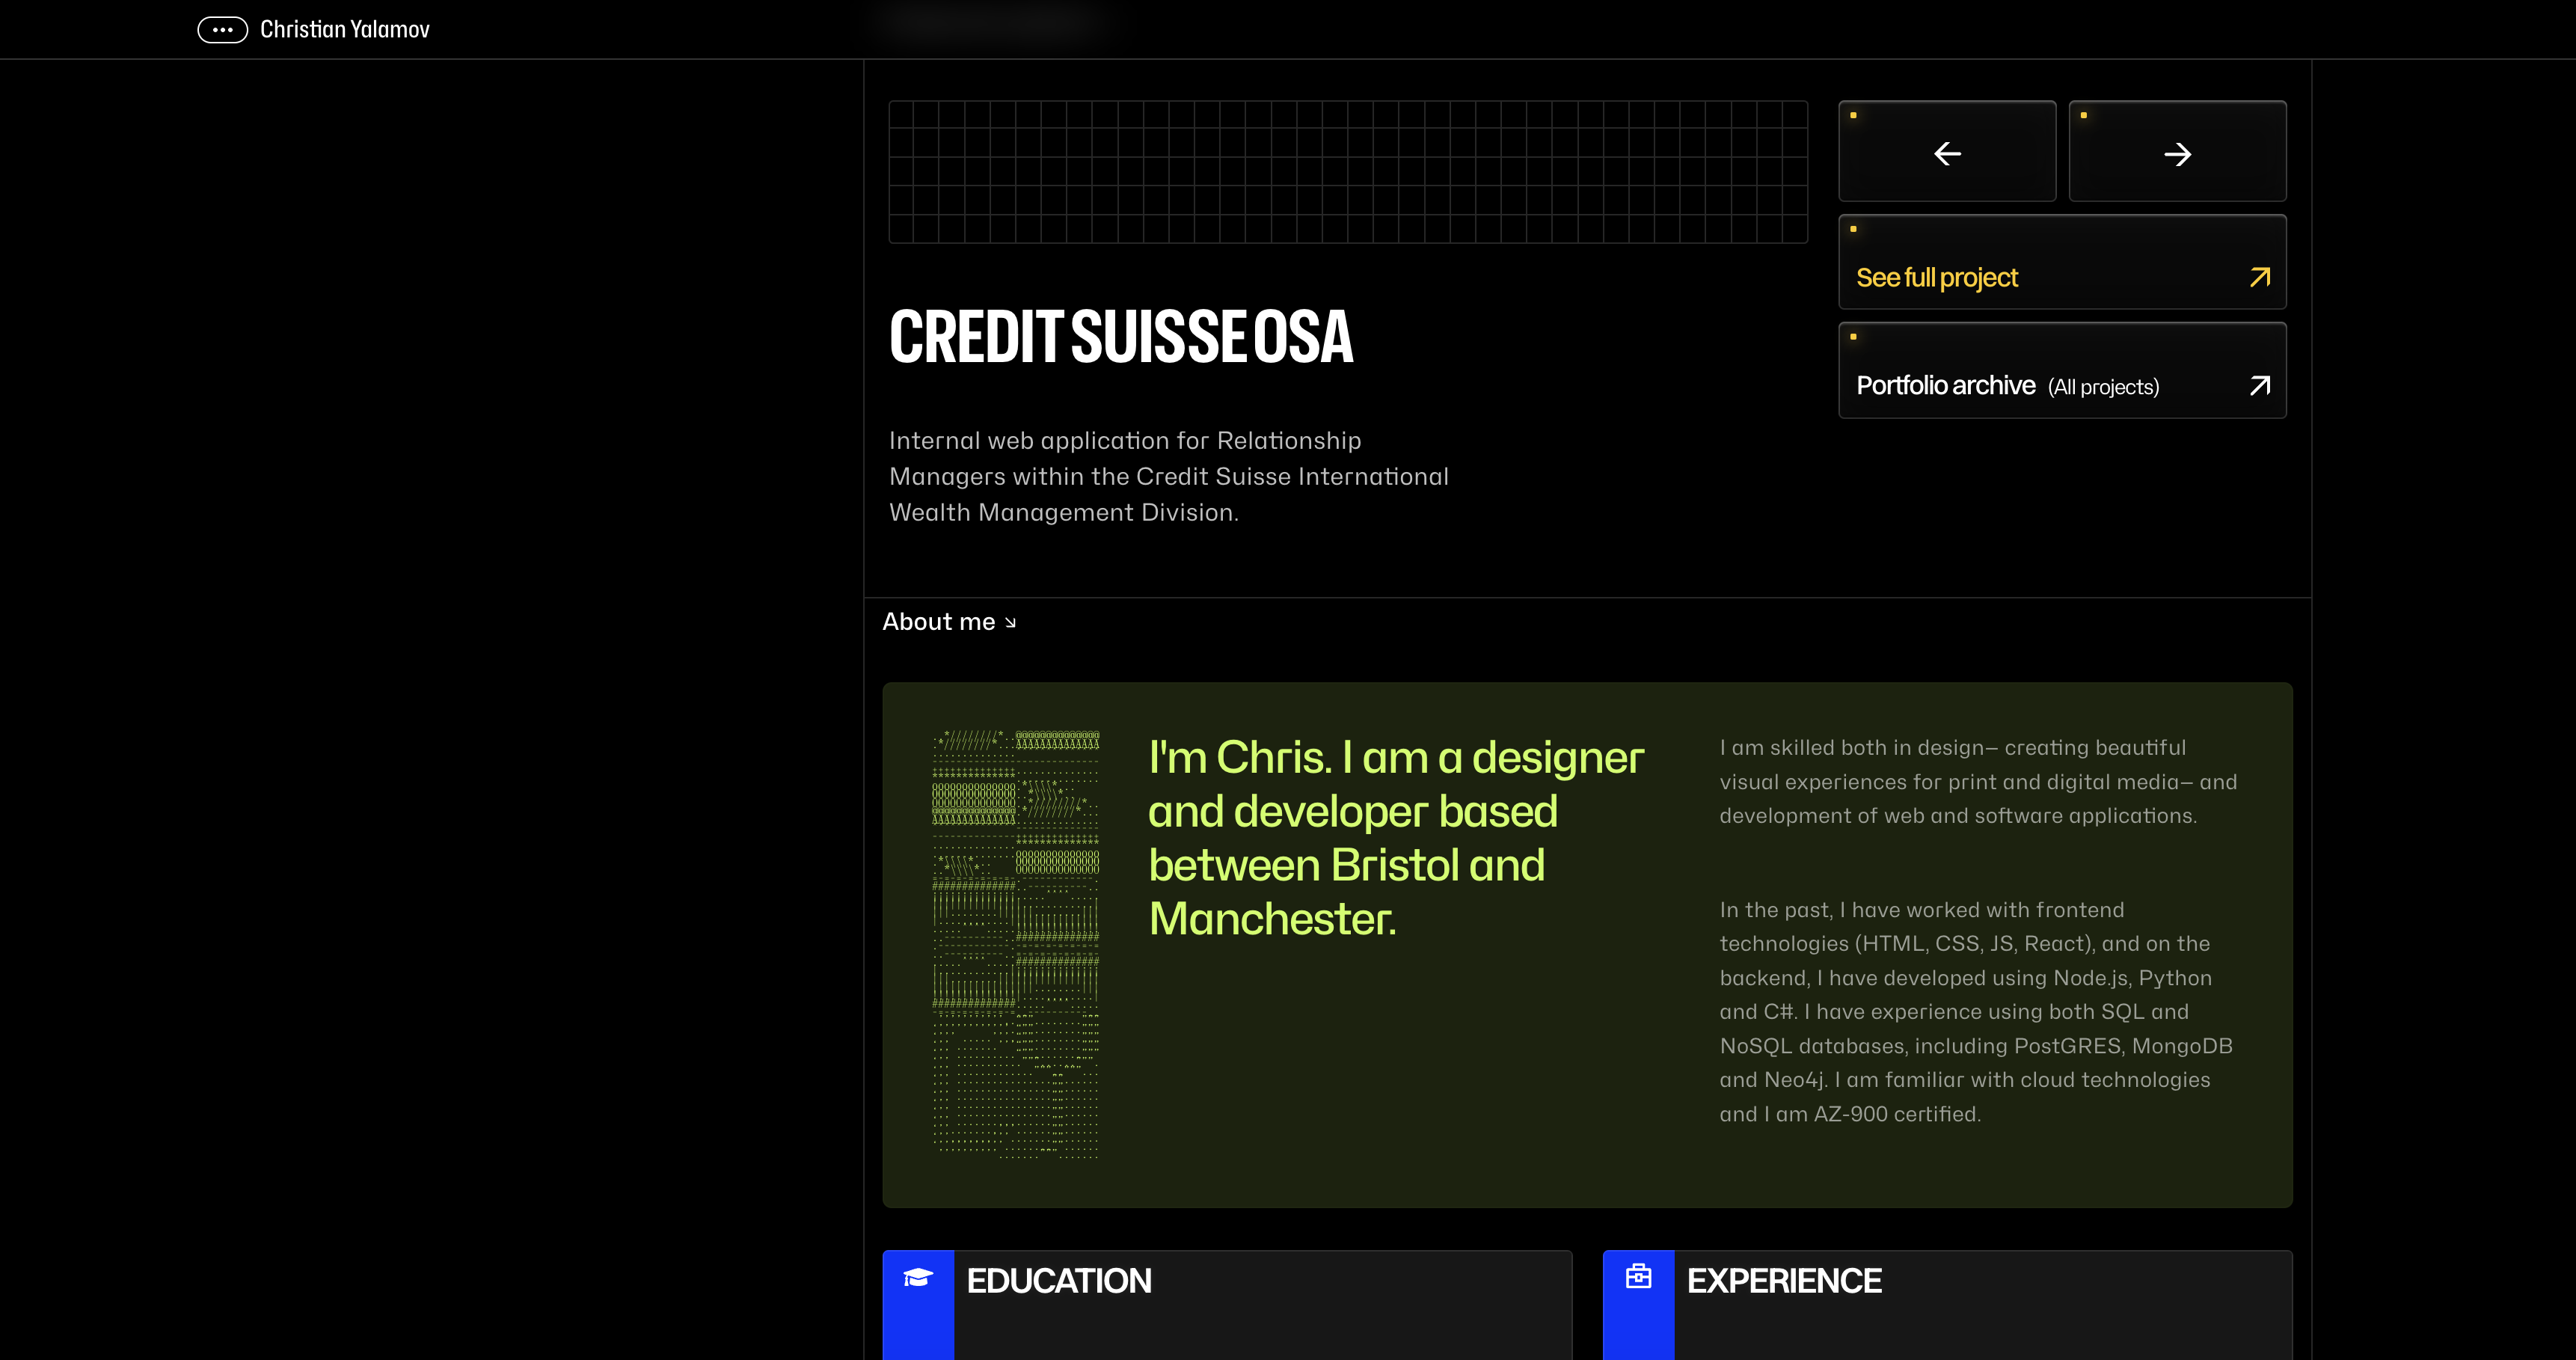 Christian Yalamov
CREDIT SUISSE OSA
Internal web application for Relationship
Managers within the Credit Suisse International
Wealth Management Division.
See full project
Portfolio archive (All projects)
About me
I'm Chris. I am a designer
and developer based
between Bristol and
Manchester.
I am skilled both in design— creating beautiful
visual experiences for print and digital media— and
development of web and software applications.
In the past, I have worked with frontend
technologies (HTML, CSS, JS, React), and on the
backend, I have developed using Node.js, Python
and C#. I have experience using both SQL and
NoSQL databases, including PostGRES, MongoDB
and Neo4j. I am familiar with cloud technologies
and I am AZ-900 certified.
EDUCATION
EXPERIENCE